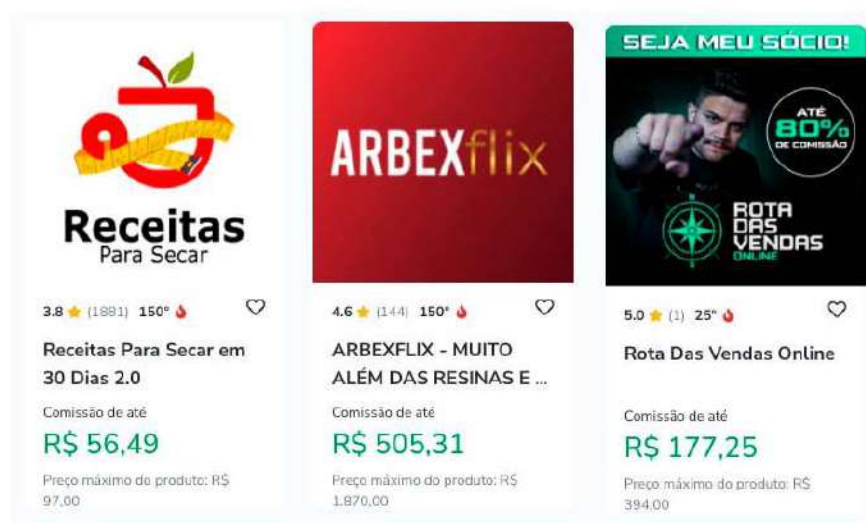 Receitas
Para Secar
3.8 (1881) 150°
Receitas Para Secar em
30 Dias 2.0
Comissão de até
R$ 56,49
Preço máximo do produto: R$
97,00
ARBEXflix
4.6 (144) 150°
ARBEXFLIX - MUITO
ALÉM DAS RESINAS E ...
Comissão de até
R$ 505,31
Preço máximo do produto: R$
1.870,00
SEJA MEU SÓCIO!
ATÉ
80%
DE COMISSÃO
ROTA
DAS
VENDAS
ONLINE
5.0 (1) 25°
Rota Das Vendas Online
Comissão de até
R$ 177,25
Preço máximo do produto: R$
394,00